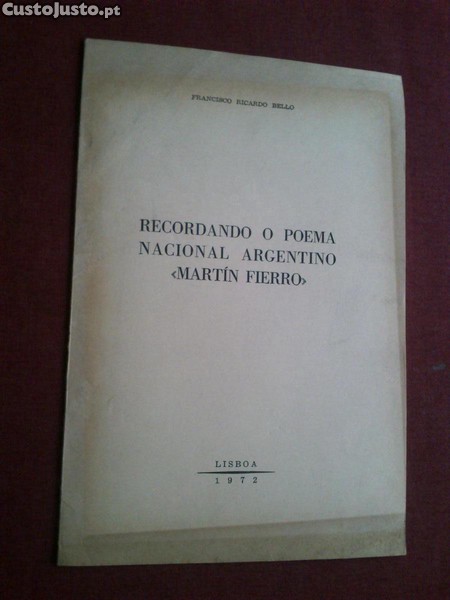 CustoJusto.pt
FRANCISCO RICARDO BELLO
RECORDANDO O POEMA
NACIONAL ARGENTINO
«MARTÍN FIERRO»
LISBOA
1972